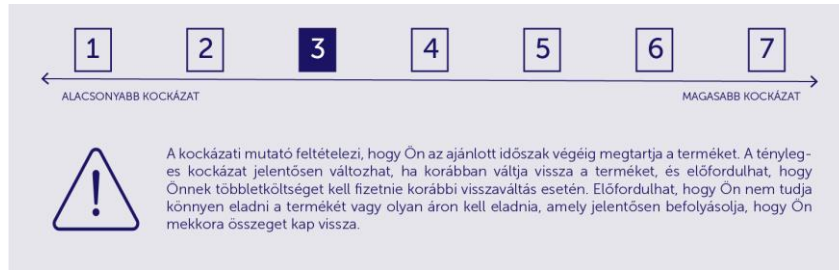 1 2 3 4 5 6 7
ALACSONYABB KOCKÁZAT MAGASABB KOCKÁZAT
A kockázati mutató feltételezi, hogy Ön az ajánlott időszak végéig megtartja a terméket. A tényleg-
es kockázat jelentősen változhat, ha korábban váltja vissza a terméket, és előfordulhat, hogy
Önnek többletköltséget kell fizetnie korábbi visszaváltás esetén. Előfordulhat, hogy Ön nem tudja
könnyen eladni a termékét vagy olyan áron kell eladnia, amely jelentősen befolyásolja, hogy Ön
mekkora összeget kap vissza.